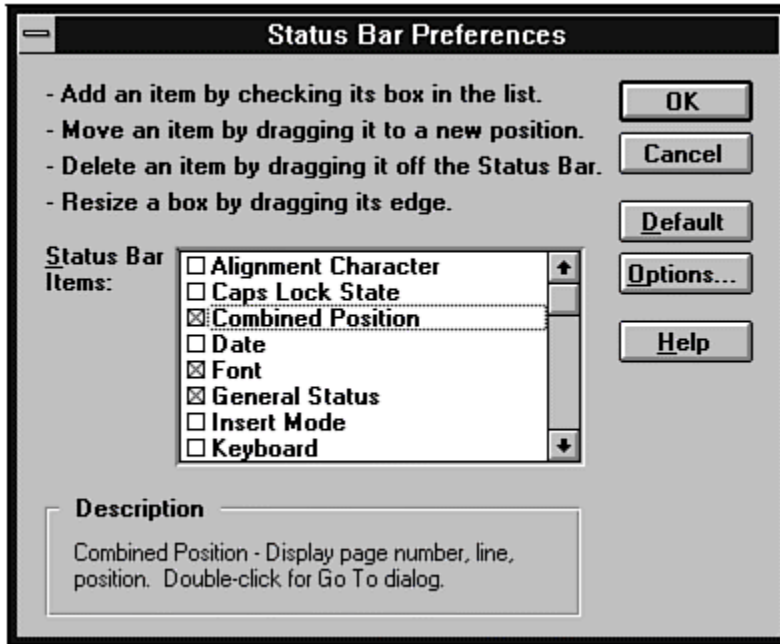 Status Bar Preferences
- Add an item by checking its box in the list.
- Move an item by dragging it to a new position.
- Delete an item by dragging it off the Status Bar.
- Resize a box by dragging its edge.
OK
Cancel
Default
Options...
Help
Status Bar
Items:
Alignment Character
Caps Lock State
Combined Position
Date
Font
General Status
Insert Mode
Keyboard
Description
Combined Position - Display page number, line,
position. Double-click for Go To dialog.